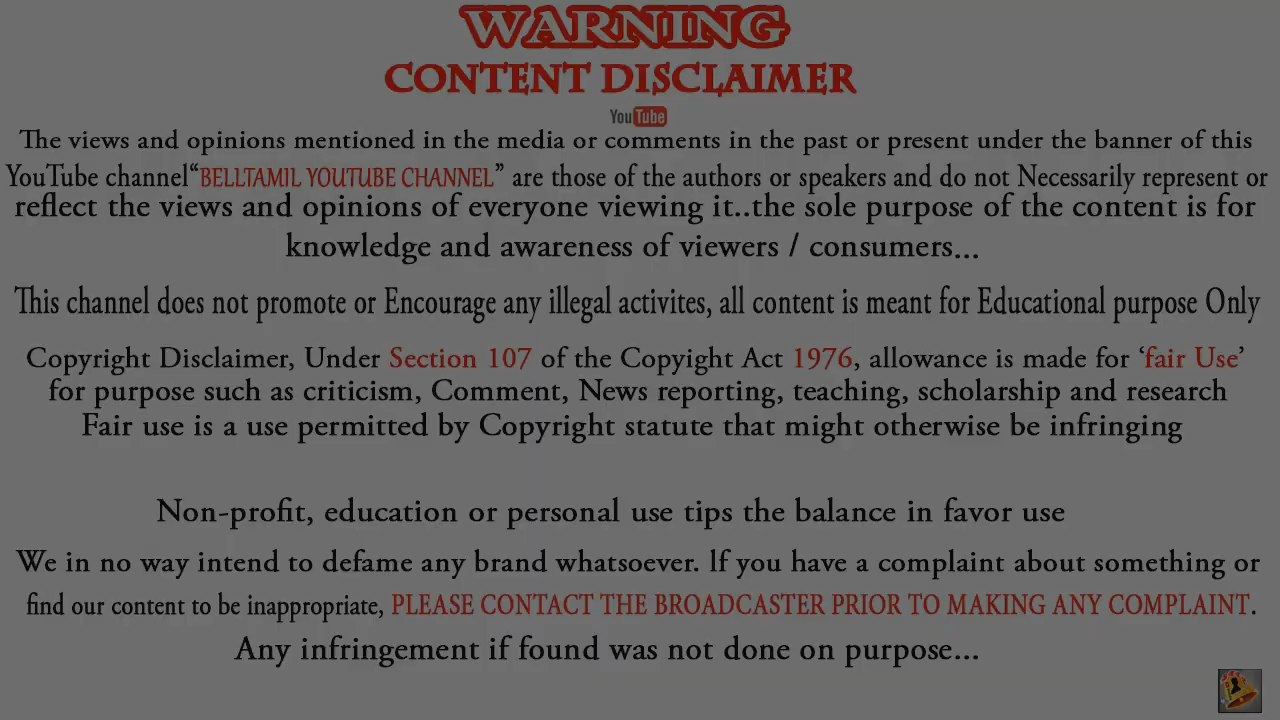 WARNING
CONTENT DISCLAIMER
YouTube
The views and opinions mentioned in the media or comments in the past or present under the banner of this
YouTube channel“BELLTAMIL YOUTUBE CHANNEL” are those of the authors or speakers and do not Necessarily represent or
reflect the views and opinions of everyone viewing it..the sole purpose of the content is for
knowledge and awareness of viewers / consumers...
This channel does not promote or Encourage any illegal activites, all content is meant for Educational purpose Only
Copyright Disclaimer, Under Section 107 of the Copyight Act 1976, allowance is made for ‘fair Use’
for purpose such as criticism, Comment, News reporting, teaching, scholarship and research
Fair use is a use permitted by Copyright statute that might otherwise be infringing
Non-profit, education or personal use tips the balance in favor use
We in no way intend to defame any brand whatsoever. If you have a complaint about something or
find our content to be inappropriate, PLEASE CONTACT THE BROADCASTER PRIOR TO MAKING ANY COMPLAINT.
Any infringement if found was not done on purpose...